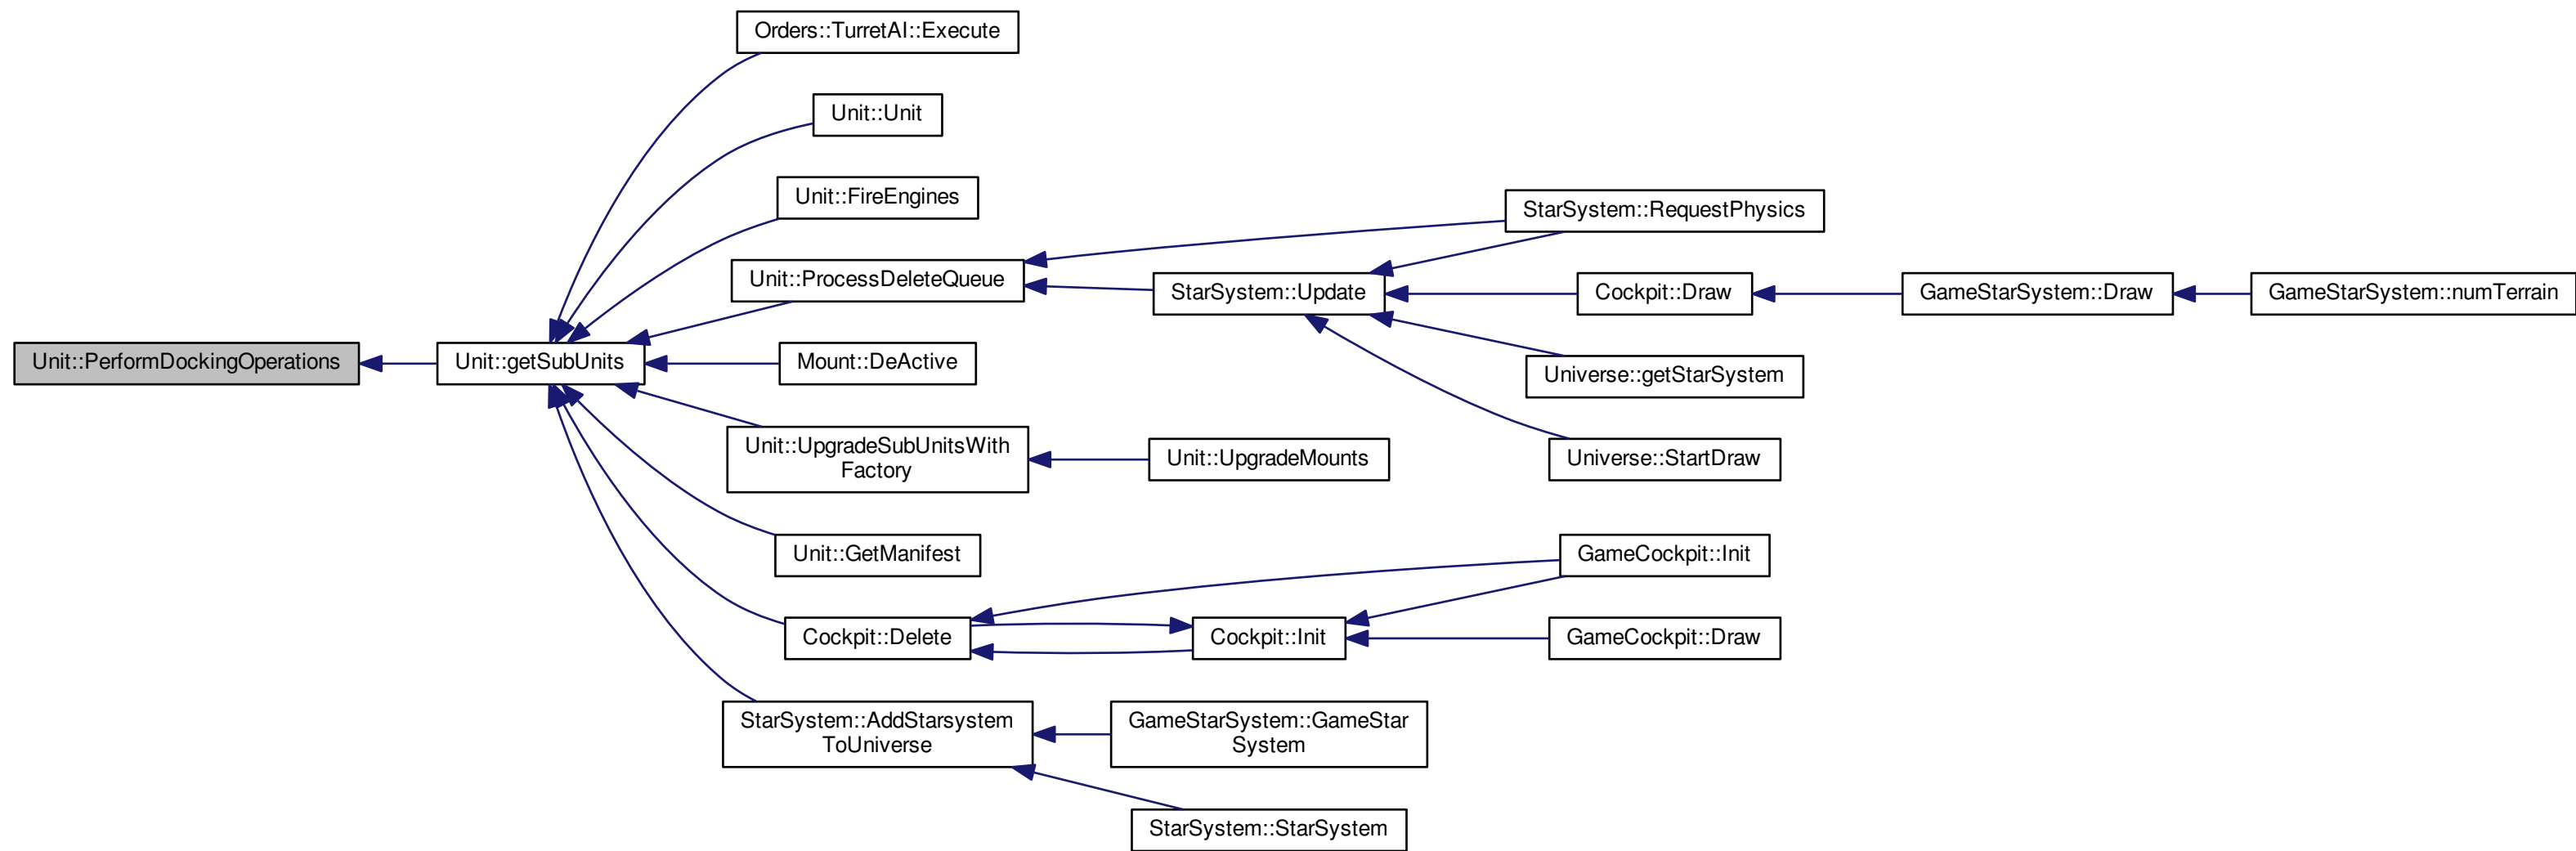 Orders::TurretAI::Execute
Unit::Unit
Unit::FireEngines
StarSystem::RequestPhysics
Unit::ProcessDeleteQueue
StarSystem::Update
Cockpit::Draw
GameStarSystem::Draw
GameStarSystem::numTerrain
Unit::PerformDockingOperations
Unit::getSubUnits
Mount::DeActive
Universe::getStarSystem
Unit::UpgradeSubUnitsWith
Factory
Unit::UpgradeMounts
Universe::StartDraw
Unit::GetManifest
GameCockpit::Init
Cockpit::Delete
Cockpit::Init
GameCockpit::Draw
StarSystem::AddStarsystem
ToUniverse
GameStarSystem::GameStar
System
StarSystem::StarSystem